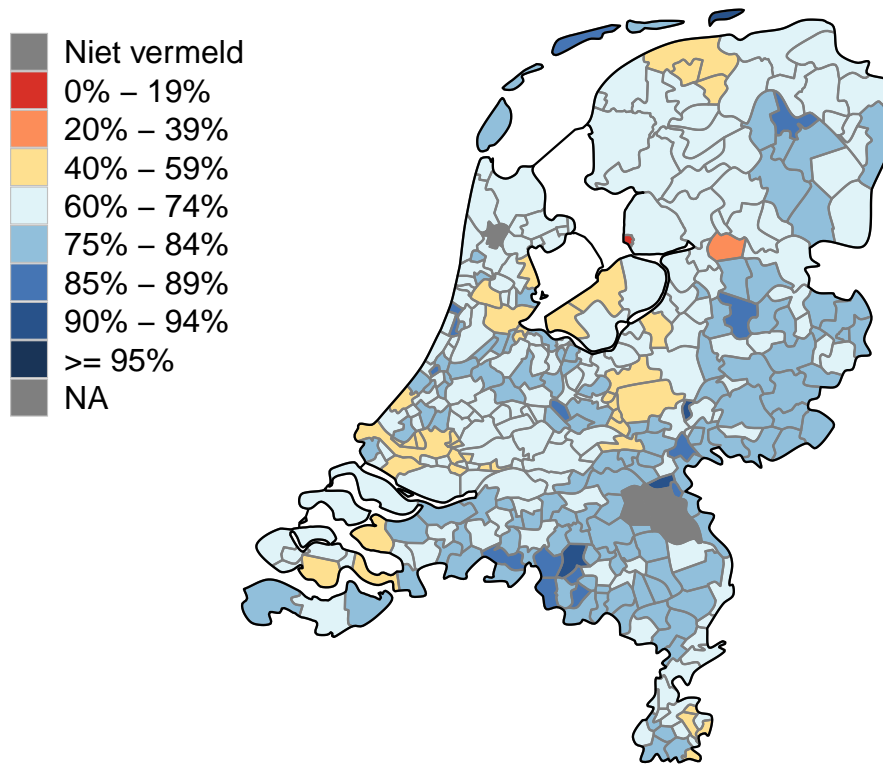 Niet vermeld
0% − 19%
20% − 39%
40% − 59%
60% − 74%
75% − 84%
85% − 89%
90% − 94%
>= 95%
NA